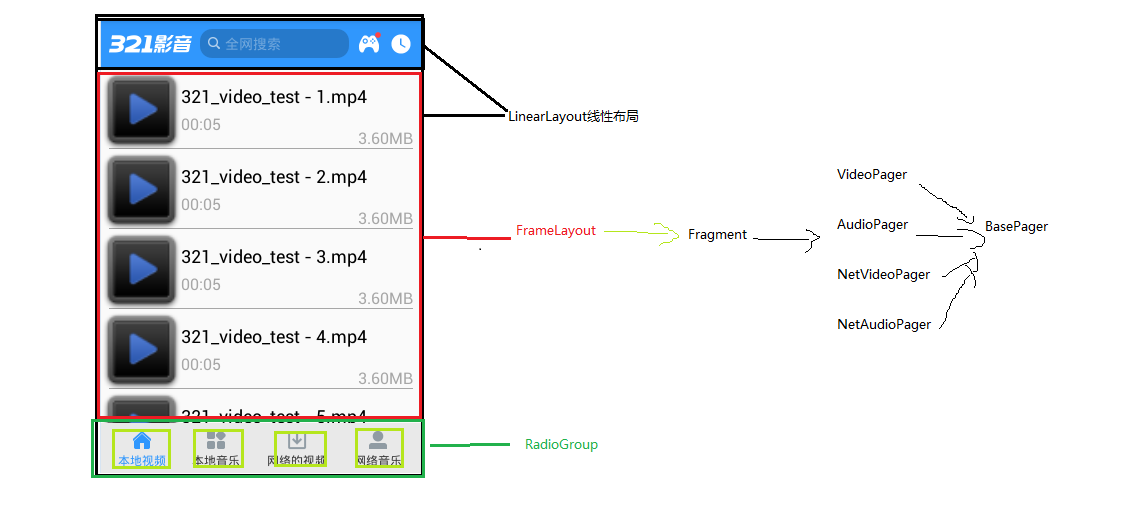 321影音
全网搜索
321_video_test - 1.mp4
00:05
3.60MB
321_video_test - 2.mp4
00:05
3.60MB
321_video_test - 3.mp4
00:05
3.60MB
321_video_test - 4.mp4
00:05
3.60MB
321_video_test - 5.mp4
本地视频
本地音乐
网络的视频
网络音乐
LinearLayout线性布局
FrameLayout
Fragment
VideoPager
AudioPager
BasePager
NetVideoPager
NetAudioPager
RadioGroup